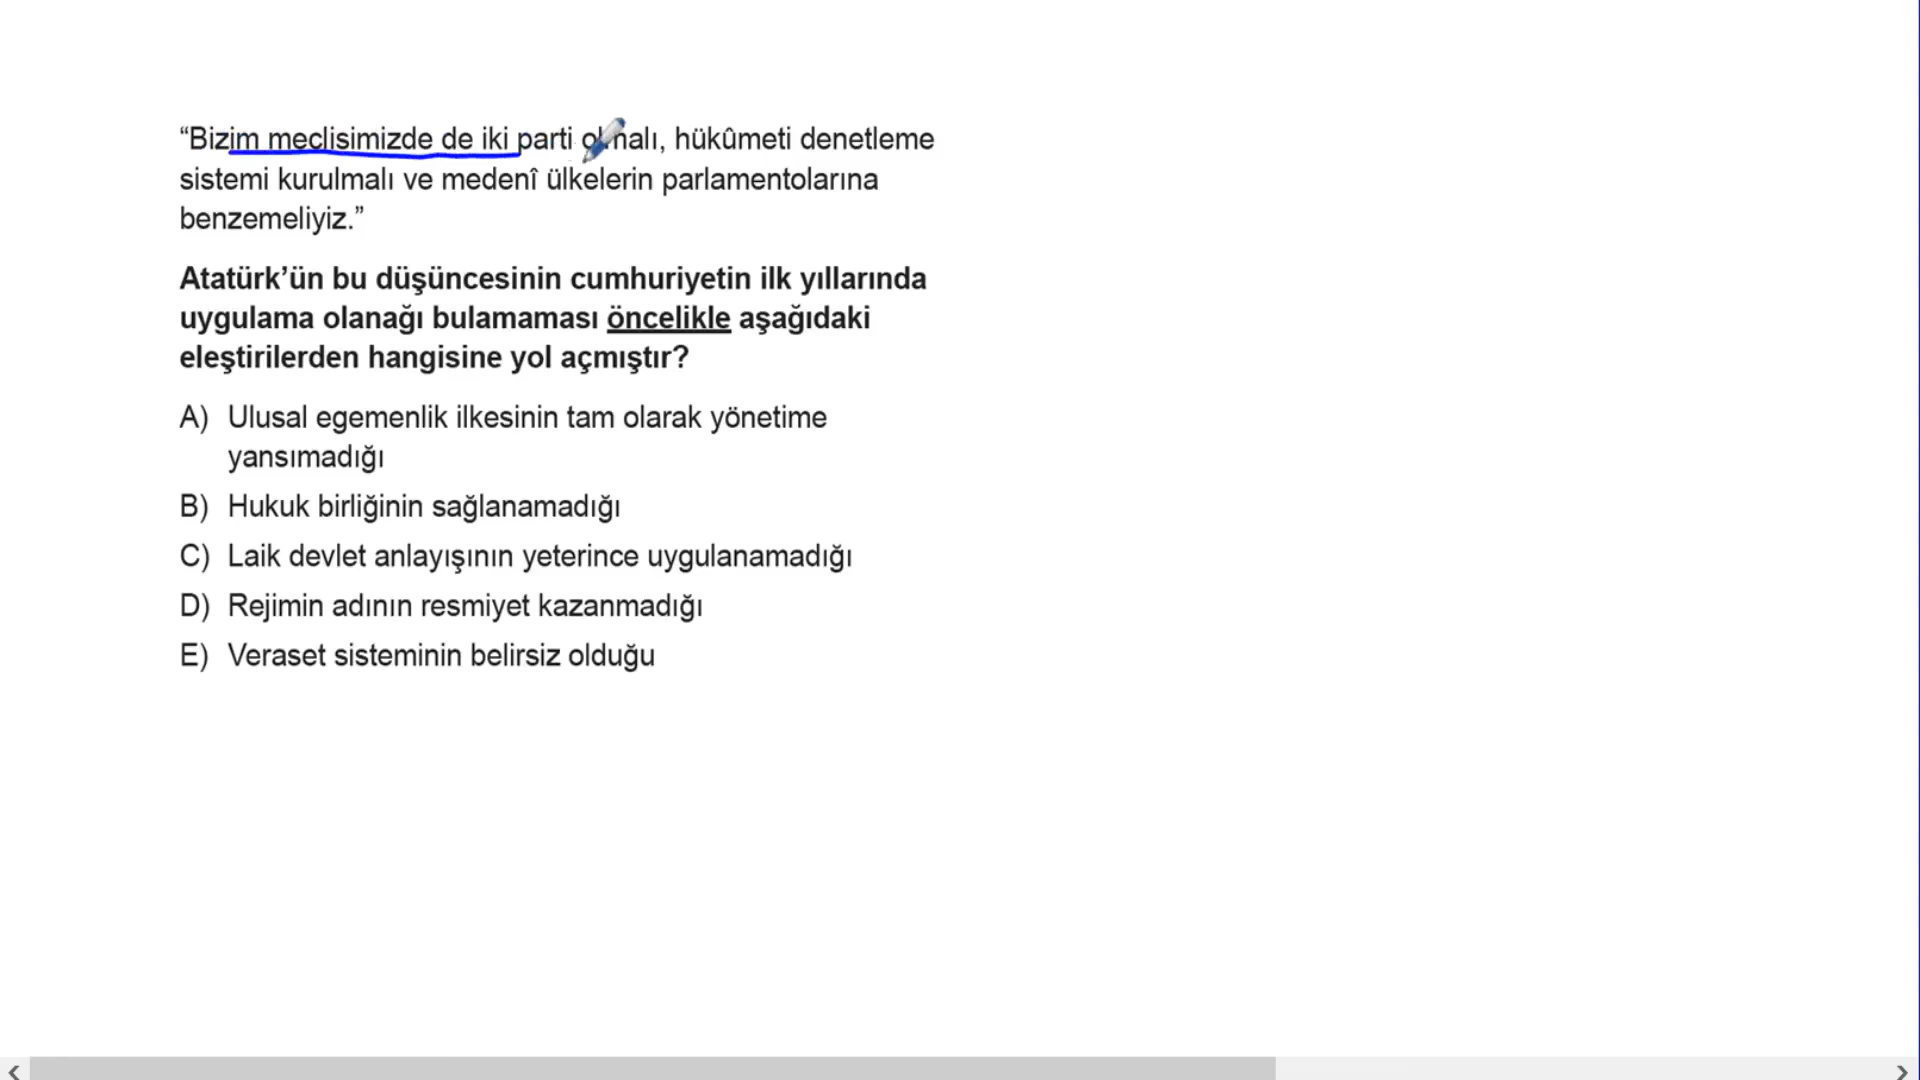 “Bizim meclisimizde de iki parti olmalı, hükûmeti denetleme
sistemi kurulmalı ve medenî ülkelerin parlamentolarına
benzemeliyiz.”
Atatürk’ün bu düşüncesinin cumhuriyetin ilk yıllarında
uygulama olanağı bulamaması öncelikle aşağıdaki
eleştirilerden hangisine yol açmıştır?
A) Ulusal egemenlik ilkesinin tam olarak yönetime
yansımadığı
B) Hukuk birliğinin sağlanamadığı
C) Laik devlet anlayışının yeterince uygulanamadığı
D) Rejimin adının resmiyet kazanmadığı
E) Veraset sisteminin belirsiz olduğu